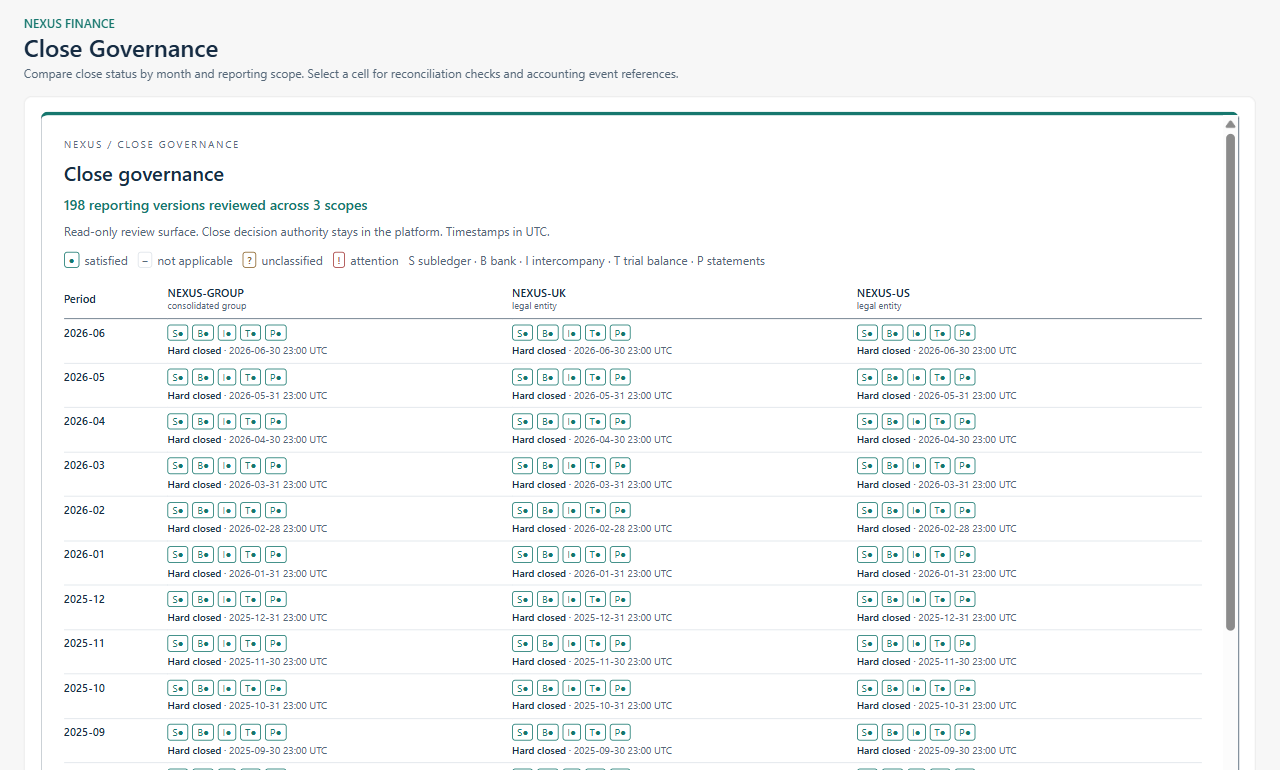 NEXUS FINANCE
Close Governance
Compare close status by month and reporting scope. Select a cell for reconciliation checks and accounting event references.
NEXUS / CLOSE GOVERNANCE
Close governance
198 reporting versions reviewed across 3 scopes
Read-only review surface. Close decision authority stays in the platform. Timestamps in UTC.
● satisfied – not applicable ? unclassified ! attention S subledger · B bank · I intercompany · T trial balance · P statements
Period NEXUS-GROUP consolidated group NEXUS-UK legal entity NEXUS-US legal entity
2026-06 S● B● I● T● P● S● B● I● T● P● S● B● I● T● P●
Hard closed · 2026-06-30 23:00 UTC Hard closed · 2026-06-30 23:00 UTC Hard closed · 2026-06-30 23:00 UTC
2026-05 S● B● I● T● P● S● B● I● T● P● S● B● I● T● P●
Hard closed · 2026-05-31 23:00 UTC Hard closed · 2026-05-31 23:00 UTC Hard closed · 2026-05-31 23:00 UTC
2026-04 S● B● I● T● P● S● B● I● T● P● S● B● I● T● P●
Hard closed · 2026-04-30 23:00 UTC Hard closed · 2026-04-30 23:00 UTC Hard closed · 2026-04-30 23:00 UTC
2026-03 S● B● I● T● P● S● B● I● T● P● S● B● I● T● P●
Hard closed · 2026-03-31 23:00 UTC Hard closed · 2026-03-31 23:00 UTC Hard closed · 2026-03-31 23:00 UTC
2026-02 S● B● I● T● P● S● B● I● T● P● S● B● I● T● P●
Hard closed · 2026-02-28 23:00 UTC Hard closed · 2026-02-28 23:00 UTC Hard closed · 2026-02-28 23:00 UTC
2026-01 S● B● I● T● P● S● B● I● T● P● S● B● I● T● P●
Hard closed · 2026-01-31 23:00 UTC Hard closed · 2026-01-31 23:00 UTC Hard closed · 2026-01-31 23:00 UTC
2025-12 S● B● I● T● P● S● B● I● T● P● S● B● I● T● P●
Hard closed · 2025-12-31 23:00 UTC Hard closed · 2025-12-31 23:00 UTC Hard closed · 2025-12-31 23:00 UTC
2025-11 S● B● I● T● P● S● B● I● T● P● S● B● I● T● P●
Hard closed · 2025-11-30 23:00 UTC Hard closed · 2025-11-30 23:00 UTC Hard closed · 2025-11-30 23:00 UTC
2025-10 S● B● I● T● P● S● B● I● T● P● S● B● I● T● P●
Hard closed · 2025-10-31 23:00 UTC Hard closed · 2025-10-31 23:00 UTC Hard closed · 2025-10-31 23:00 UTC
2025-09 S● B● I● T● P● S● B● I● T● P● S● B● I● T● P●
Hard closed · 2025-09-30 23:00 UTC Hard closed · 2025-09-30 23:00 UTC Hard closed · 2025-09-30 23:00 UTC